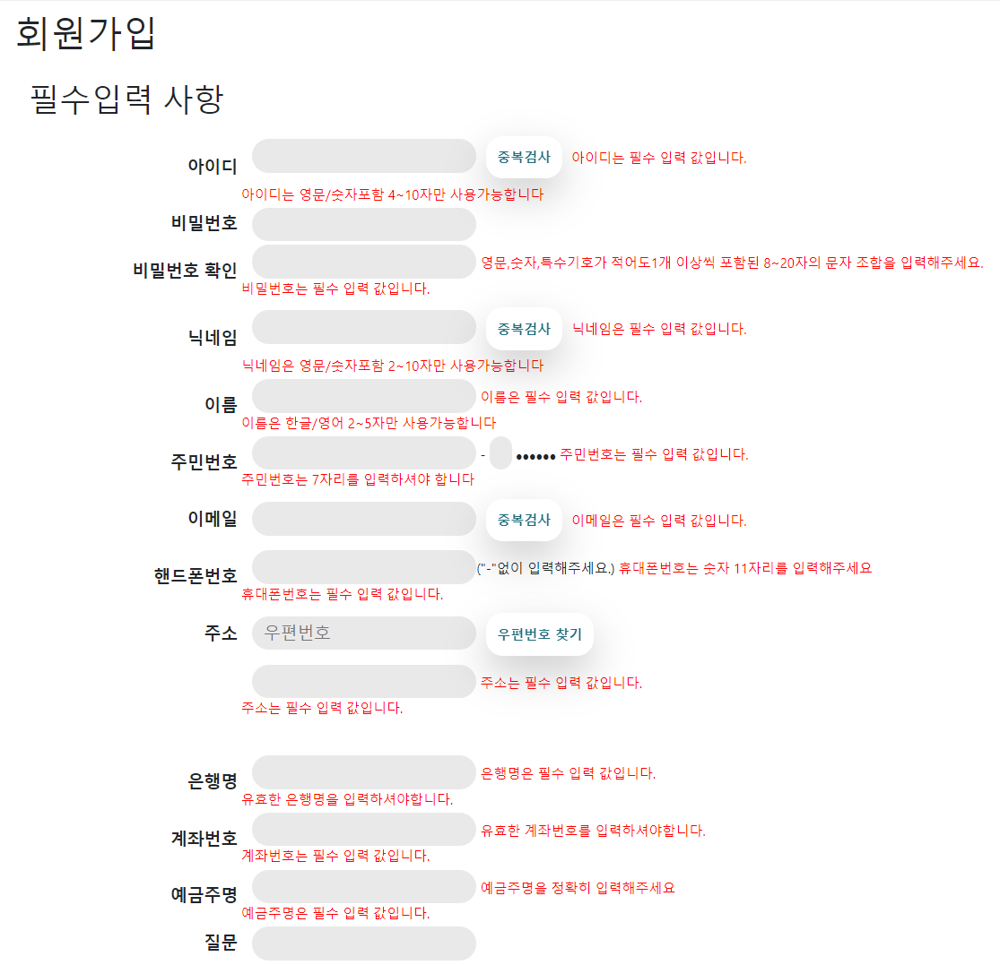 회원가입
필수입력 사항
아이디 중복검사 아이디는 필수 입력 값입니다.
아이디는 영문/숫자포함 4~10자만 사용가능합니다
비밀번호
비밀번호 확인 영문,숫자,특수기호가 적어도1개 이상씩 포함된 8~20자의 문자 조합을 입력해주세요.
비밀번호는 필수 입력 값입니다.
닉네임 중복검사 닉네임은 필수 입력 값입니다.
닉네임은 영문/숫자포함 2~10자만 사용가능합니다
이름 이름은 필수 입력 값입니다.
이름은 한글/영어 2~5자만 사용가능합니다
주민번호 - •••••• 주민번호는 필수 입력 값입니다.
주민번호는 7자리를 입력하셔야 합니다
이메일 중복검사 이메일은 필수 입력 값입니다.
핸드폰번호 ("-"없이 입력해주세요.) 휴대폰번호는 숫자 11자리를 입력해주세요
휴대폰번호는 필수 입력 값입니다.
주소 우편번호 우편번호 찾기
주소는 필수 입력 값입니다.
주소는 필수 입력 값입니다.
은행명 은행명은 필수 입력 값입니다.
유효한 은행명을 입력하셔야합니다.
계좌번호 유효한 계좌번호를 입력하셔야합니다.
계좌번호는 필수 입력 값입니다.
예금주명 예금주명을 정확히 입력해주세요
예금주명은 필수 입력 값입니다.
질문